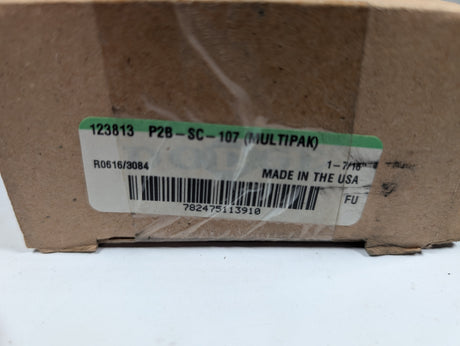 123813 P2B-SC-107 (MULTIPAK)
R0616/3084 1-7/16
MADE IN THE USA
782475113910 FU